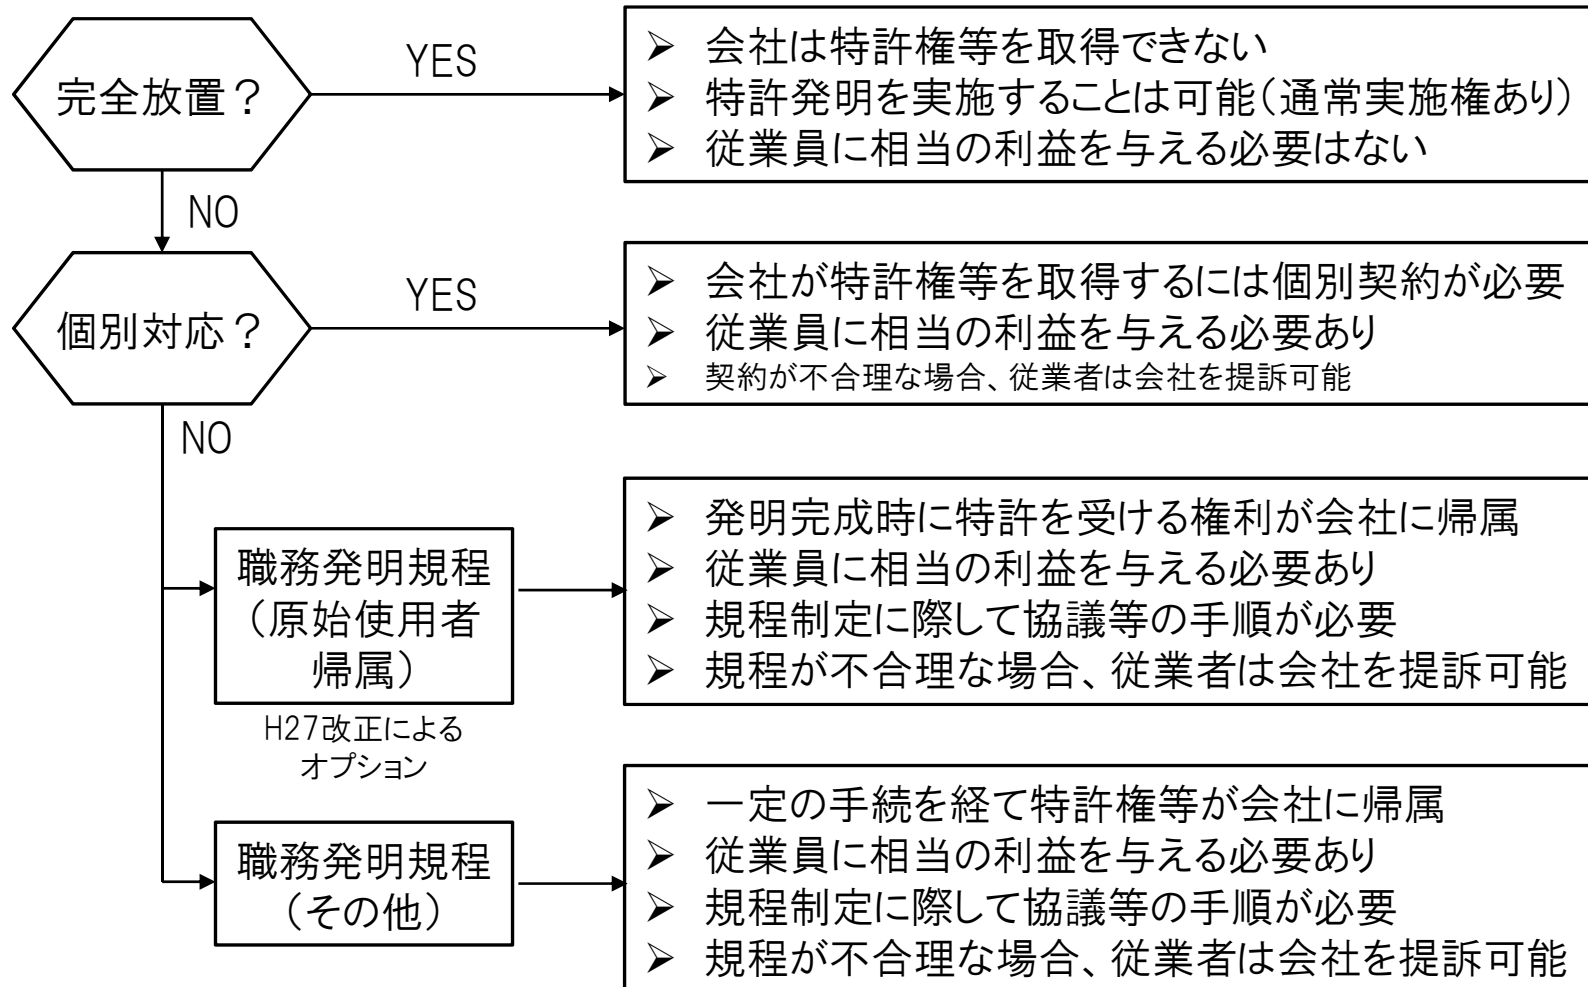 完全放置？
YES
➢ 会社は特許権等を取得できない
➢ 特許発明を実施することは可能（通常実施権あり）
➢ 従業員に相当の利益を与える必要はない
NO
個別対応？
YES
➢ 会社が特許権等を取得するには個別契約が必要
➢ 従業員に相当の利益を与える必要あり
➢ 契約が不合理な場合、従業者は会社を提訴可能
NO
職務発明規程
（原始使用者
帰属）
H27改正による
オプション
➢ 発明完成時に特許を受ける権利が会社に帰属
➢ 従業員に相当の利益を与える必要あり
➢ 規程制定に際して協議等の手順が必要
➢ 規程が不合理な場合、従業者は会社を提訴可能
職務発明規程
（その他）
➢ 一定の手続を経て特許権等が会社に帰属
➢ 従業員に相当の利益を与える必要あり
➢ 規程制定に際して協議等の手順が必要
➢ 規程が不合理な場合、従業者は会社を提訴可能